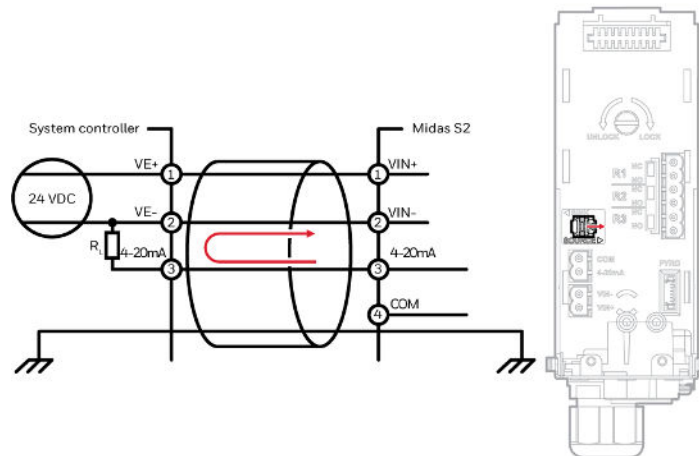 System controller
Midas S2
24 VDC
VE+
1
1
VIN+
VE-
2
2
VIN-
RL
4-20mA
3
3
4-20mA
4
COM
UNLOCK
LOCK
R1
NC
NO
R2
NC
NO
R3
NC
NO
SOURCE
COM
4-20mA
VIN-
VIN+
PYRO